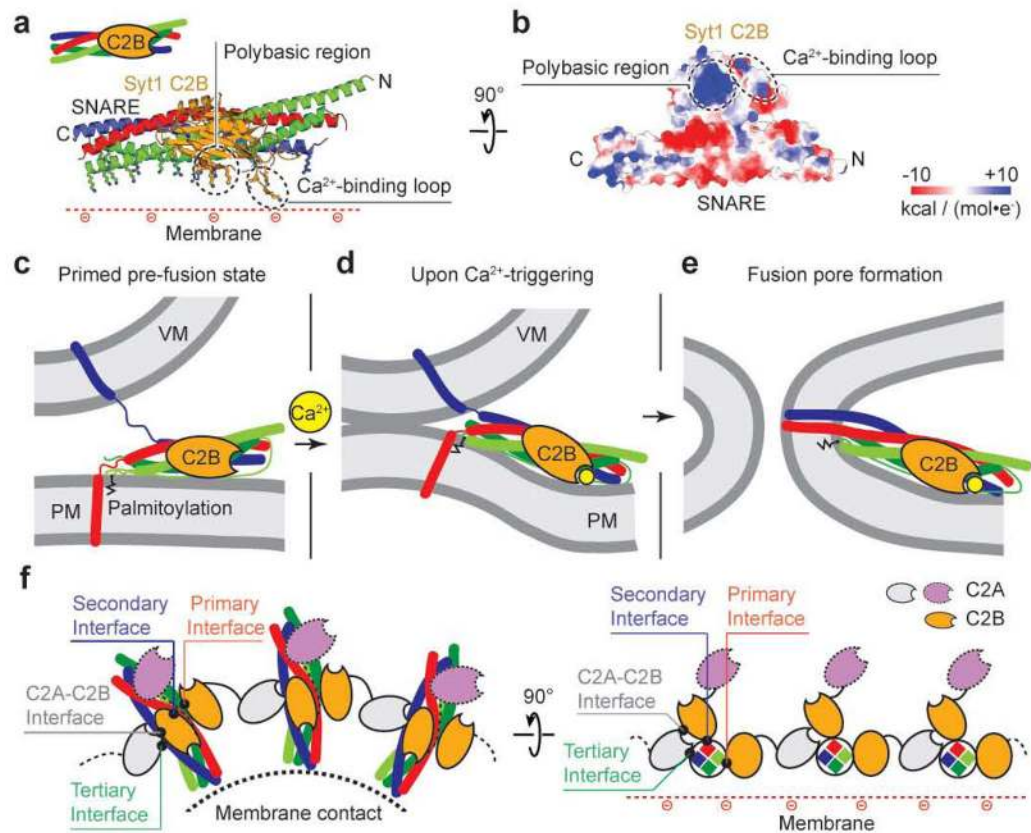 a
C2B
Polybasic region
Syt1 C2B
SNARE
N
C
Ca²⁺-binding loop
Membrane
90°
b
Syt1 C2B
Polybasic region
Ca²⁺-binding loop
C
N
SNARE
-10 +10
kcal / (mol•e⁻)
c
Primed pre-fusion state
VM
C2B
PM
Palmitoylation
Ca²⁺
d
Upon Ca²⁺-triggering
VM
C2B
PM
e
Fusion pore formation
C2B
f
Secondary
Interface
Primary
Interface
C2A-C2B
Interface
Tertiary
Interface
Membrane contact
90°
Secondary
Interface
Primary
Interface
C2A
C2B
C2A-C2B
Interface
Tertiary
Interface
Membrane